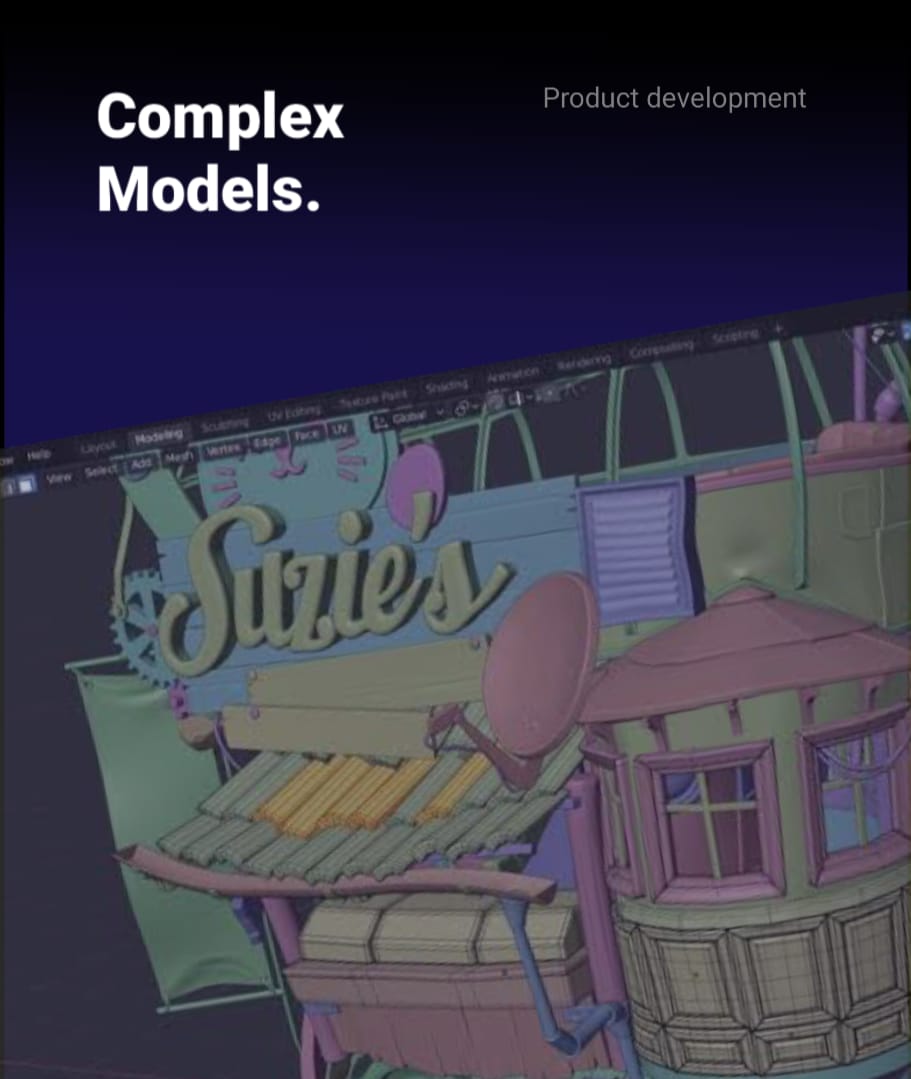 Complex
Models.
Product development
Layout Modeling Sculpting UV Editing Texture Paint Shading Animation Rendering Compositing Scripting +
Help
View Select Add Mesh Vertex Edge Face UV Global
Suzie's